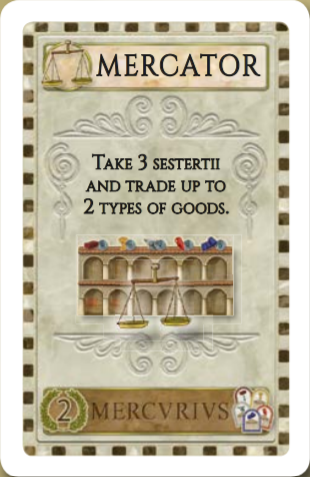 MERCATOR
TAKE 3 SESTERTII
AND TRADE UP TO
2 TYPES OF GOODS.
2 MERCVRIVS